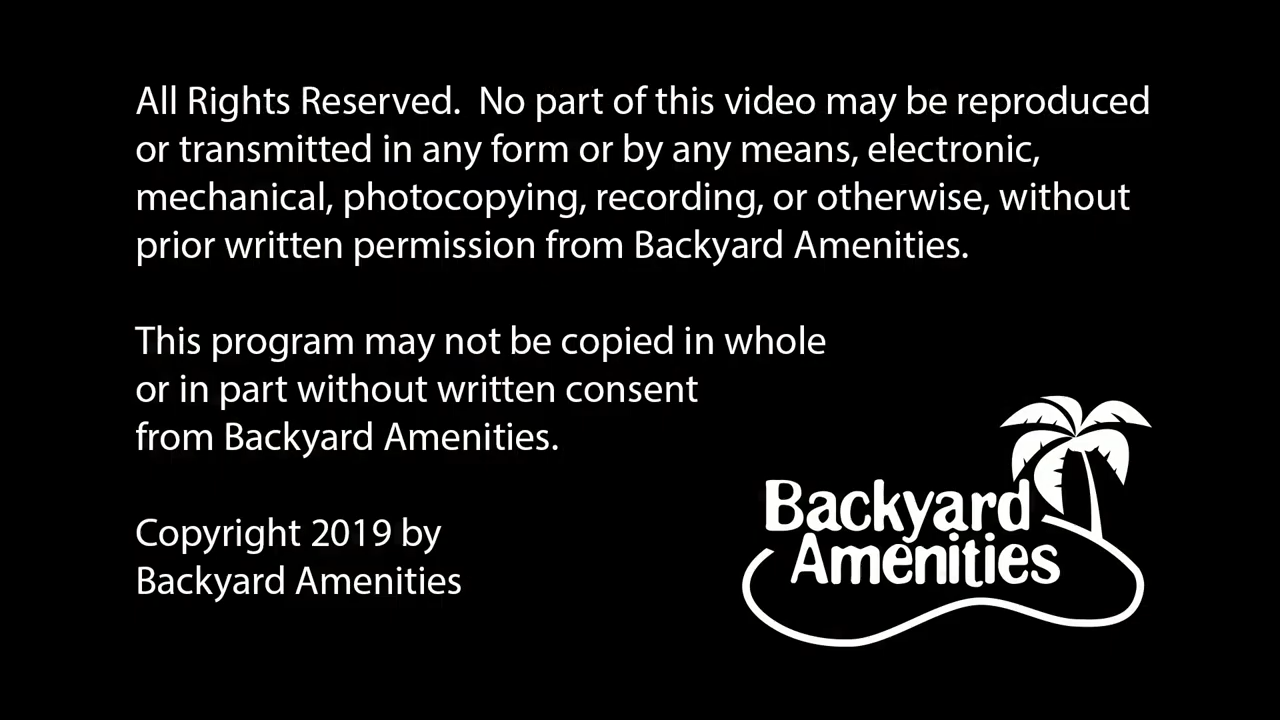 All Rights Reserved.  No part of this video may be reproduced
or transmitted in any form or by any means, electronic,
mechanical, photocopying, recording, or otherwise, without
prior written permission from Backyard Amenities.
This program may not be copied in whole
or in part without written consent
from Backyard Amenities.
Copyright 2019 by
Backyard Amenities
Backyard
Amenities